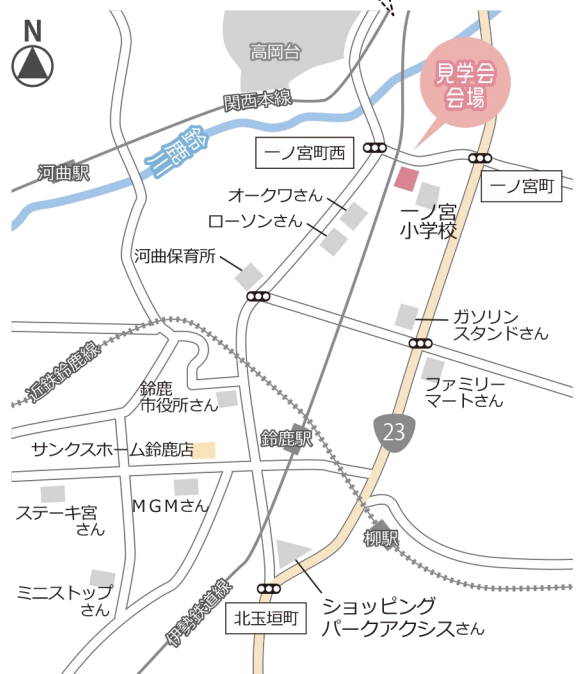 N
高岡台
見学会
会場
関西本線
鈴鹿川
一ノ宮町西
河曲駅
一ノ宮町
オークワさん
ローソンさん
一ノ宮
小学校
河曲保育所
ガソリン
スタンドさん
近鉄鈴鹿線
ファミリー
マートさん
鈴鹿
市役所さん
23
鈴鹿駅
サンクスホーム鈴鹿店
ステーキ宮
さん
MGMさん
柳駅
ミニストップ
さん
伊勢鉄道線
北玉垣町
ショッピング
パークアクシスさん